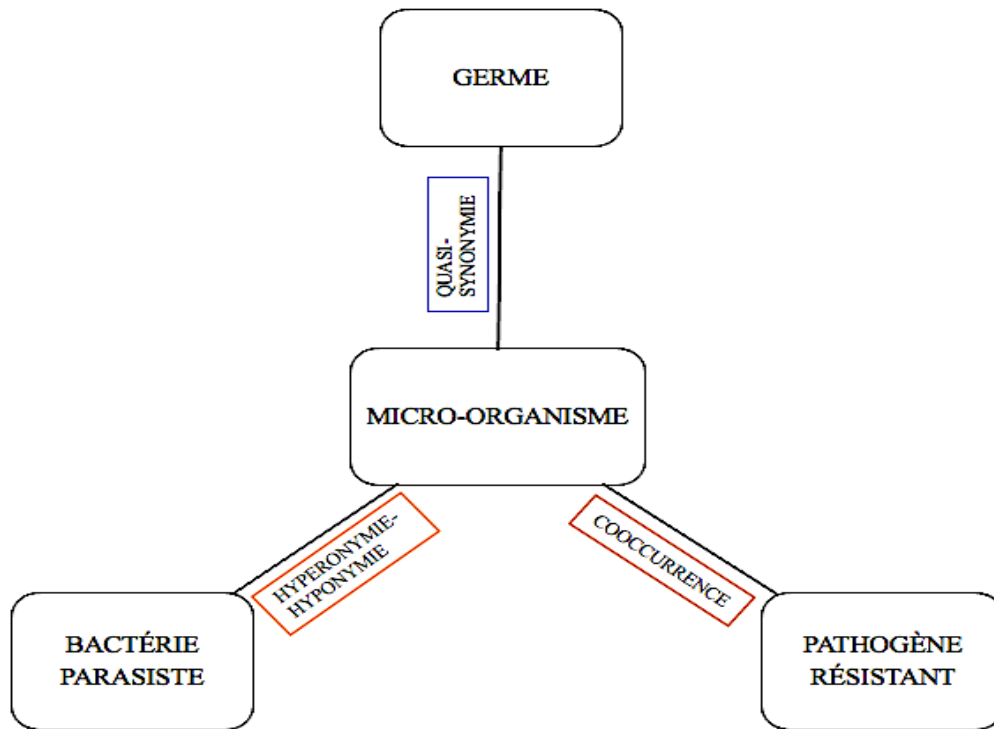 GERME
QUASI-
SYNONYMIE
MICRO-ORGANISME
HYPERONYMIE-
HYPONYMIE
COOCCURRENCE
BACTÉRIE
PARASISTE
PATHOGÈNE
RÉSISTANT